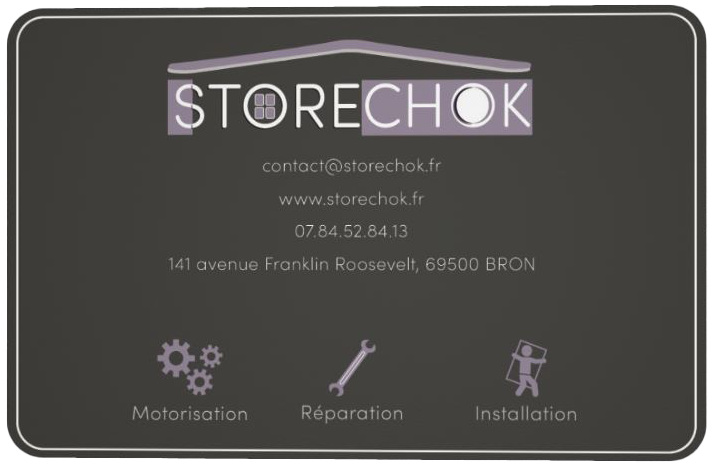 STORECHOK
contact@storechok.fr
www.storechok.fr
07.84.52.84.13
141 avenue Franklin Roosevelt, 69500 BRON
Motorisation Réparation Installation